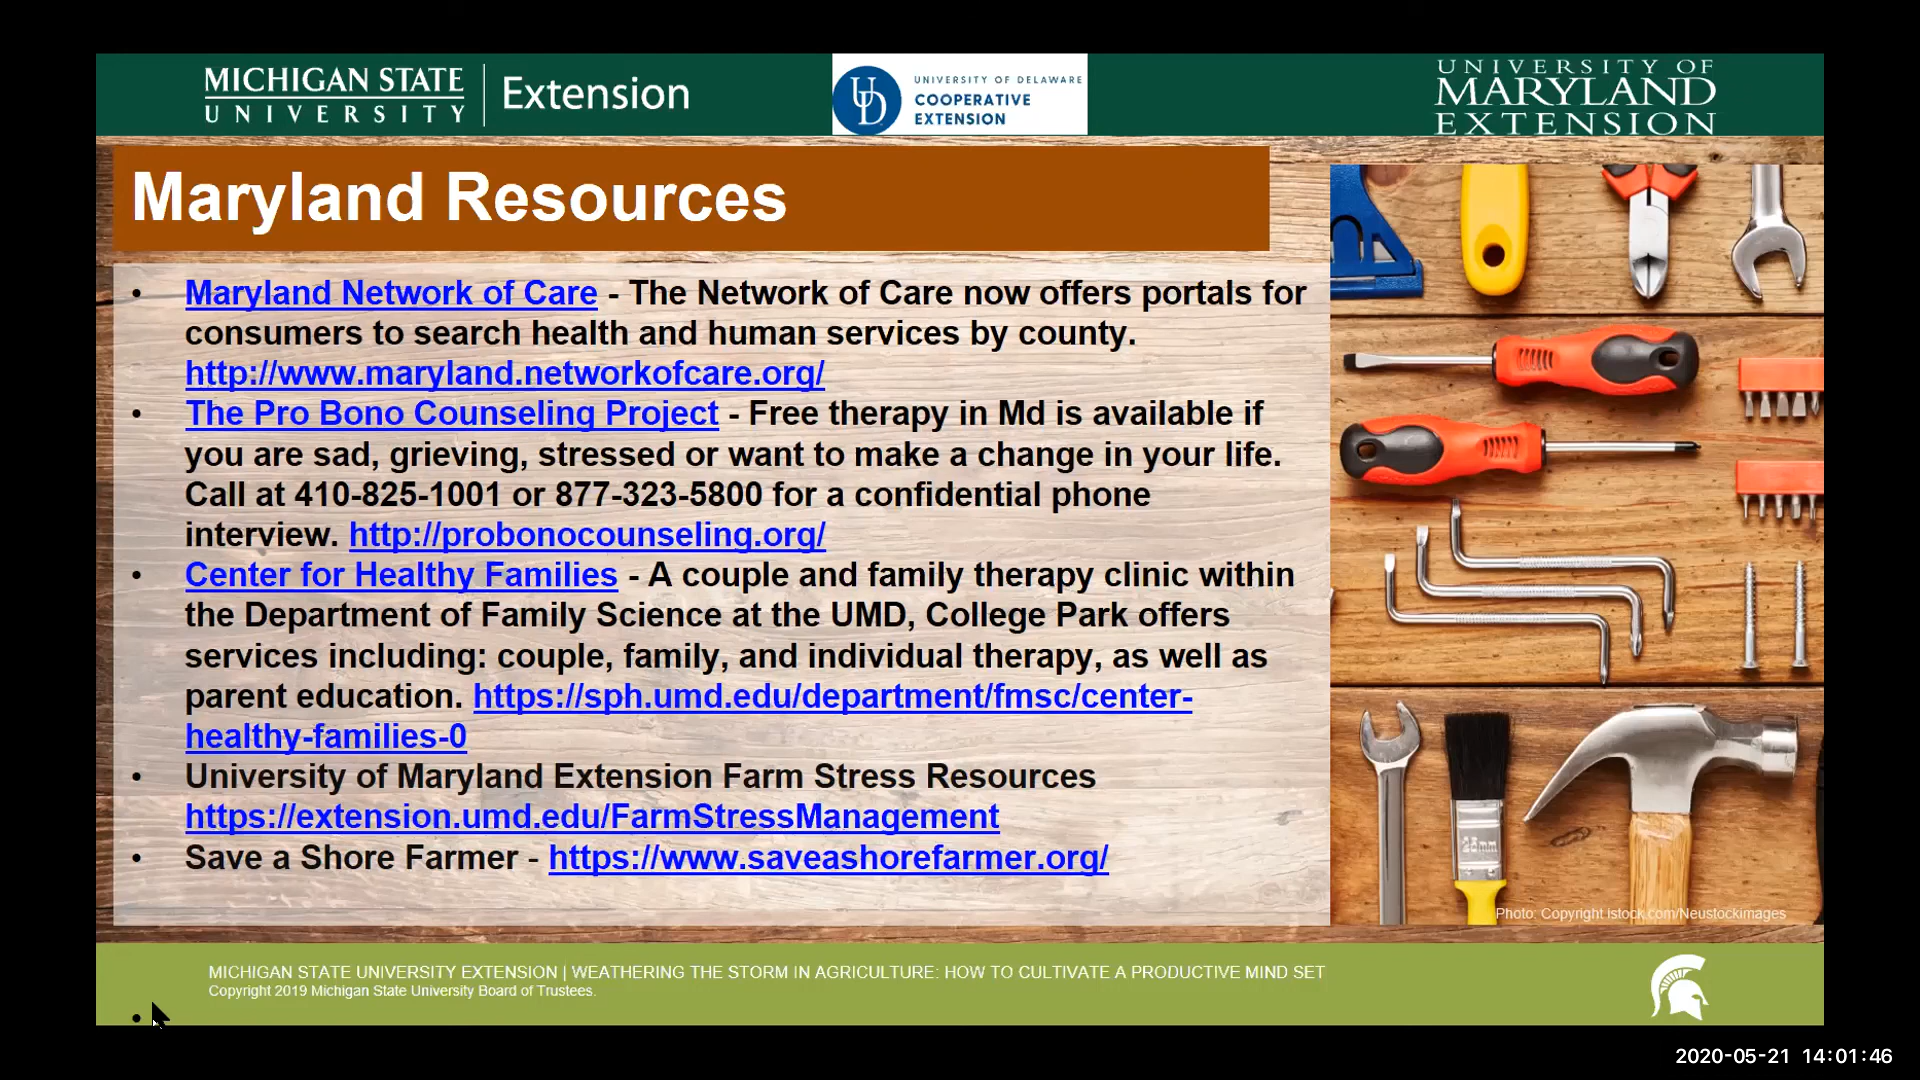 MICHIGAN STATE
UNIVERSITY
Extension
UNIVERSITY OF DELAWARE
COOPERATIVE
EXTENSION
UNIVERSITY OF
MARYLAND
EXTENSION
Maryland Resources
• Maryland Network of Care - The Network of Care now offers portals for
consumers to search health and human services by county.
http://www.maryland.networkofcare.org/
• The Pro Bono Counseling Project - Free therapy in Md is available if
you are sad, grieving, stressed or want to make a change in your life.
Call at 410-825-1001 or 877-323-5800 for a confidential phone
interview. http://probonocounseling.org/
• Center for Healthy Families - A couple and family therapy clinic within
the Department of Family Science at the UMD, College Park offers
services including: couple, family, and individual therapy, as well as
parent education. https://sph.umd.edu/department/fmsc/center-
healthy-families-0
• University of Maryland Extension Farm Stress Resources
https://extension.umd.edu/FarmStressManagement
• Save a Shore Farmer - https://www.saveashorefarmer.org/
25mm
Photo: Copyright istock.com/Neustockimages
MICHIGAN STATE UNIVERSITY EXTENSION | WEATHERING THE STORM IN AGRICULTURE: HOW TO CULTIVATE A PRODUCTIVE MIND SET
Copyright 2019 Michigan State University Board of Trustees.
•
2020-05-21 14:01:46